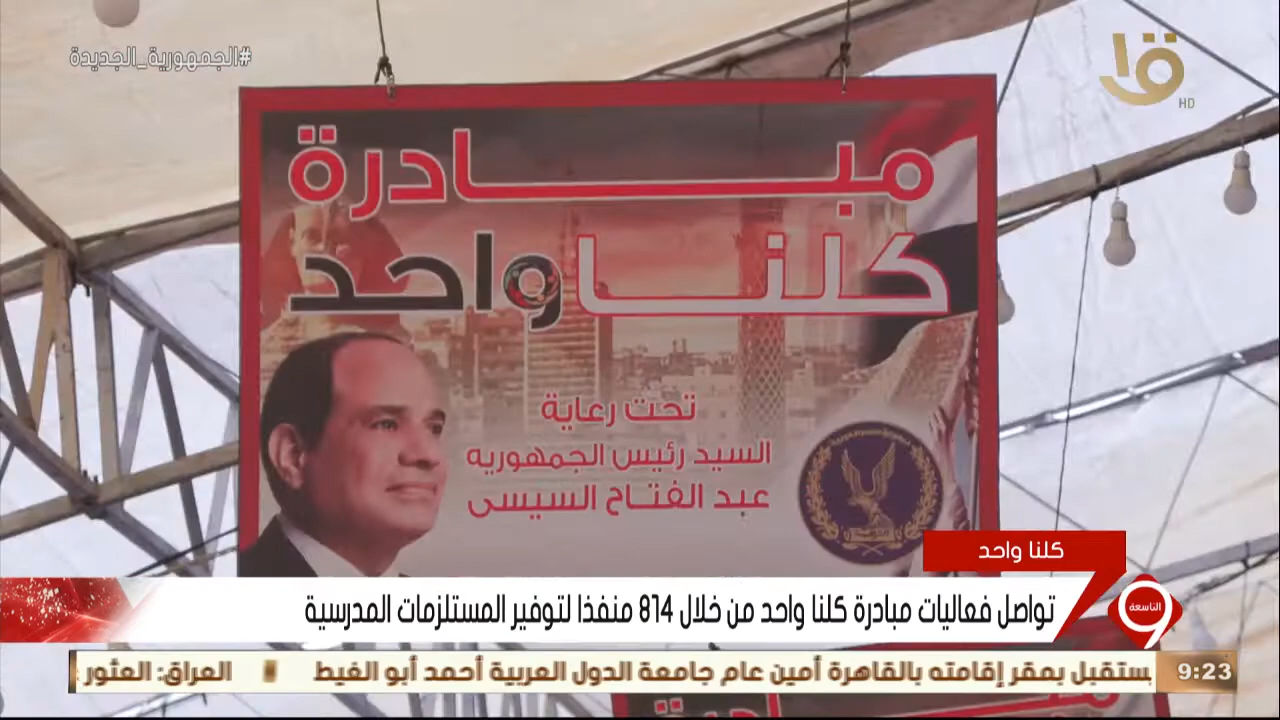 #الجمهورية_الجديدة
HD
مبادرة
كلنا واحد
تحت رعاية
السيد رئيس الجمهوريه
عبد الفتاح السيسى
كلنا واحد
تواصل فعاليات مبادرة كلنا واحد من خلال 814 منفذا لتوفير المستلزمات المدرسية
التاسعة
9
يستقبل بمقر إقامته بالقاهرة أمين عام جامعة الدول العربية أحمد أبو الغيط العراق: العثور
9:23
مبادرة